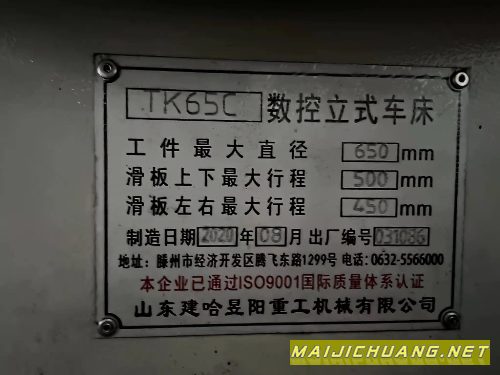 TK65C 数控立式车床
工件最大直径 650 mm
滑板上下最大行程 500 mm
滑板左右最大行程 450 mm
制造日期 2020 年 08 月 出厂编号 031086
地址：滕州市经济开发区腾飞东路1299号 电话：0632-5566000
本企业已通过ISO9001国际质量体系认证
山东建哈昱阳重工机械有限公司
MAIJICHUANG.NET